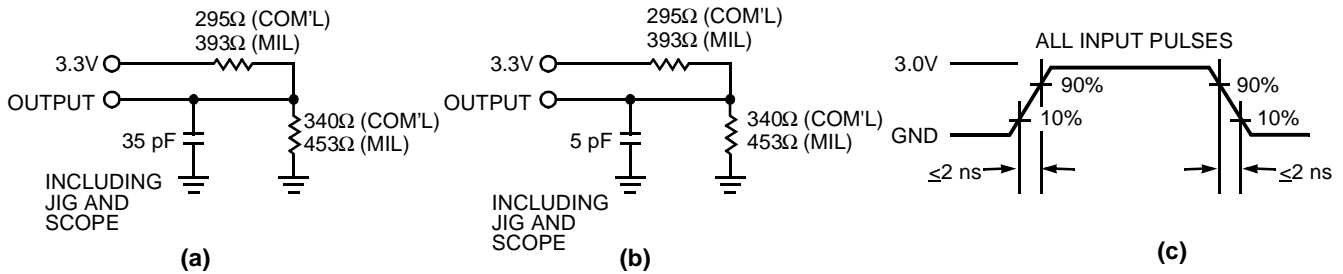 295Ω (COM'L)
393Ω (MIL)
3.3V
OUTPUT
35 pF
340Ω (COM'L)
453Ω (MIL)
INCLUDING
JIG AND
SCOPE
(a)
295Ω (COM'L)
393Ω (MIL)
3.3V
OUTPUT
5 pF
340Ω (COM'L)
453Ω (MIL)
INCLUDING
JIG AND
SCOPE
(b)
ALL INPUT PULSES
3.0V
90%
90%
10%
10%
GND
≤2 ns
≤2 ns
(c)